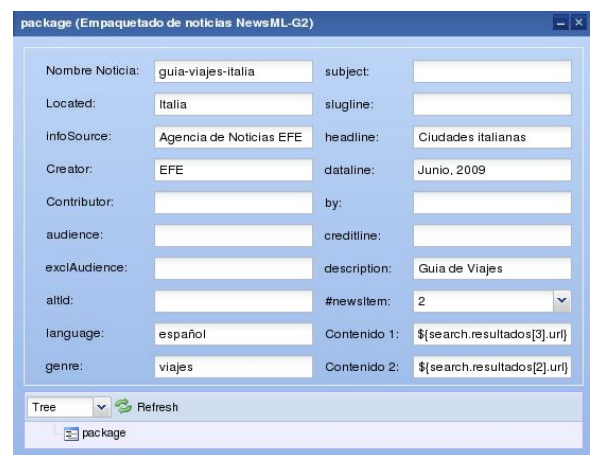 package (Empaquetado de noticias NewsML-G2)
Nombre Noticia: guia-viajes-italia subject:
Located: Italia slugline:
infoSource: Agencia de Noticias EFE headline: Ciudades italianas
Creator: EFE dataline: Junio, 2009
Contributor: by:
audience: creditline:
exclAudience: description: Guia de Viajes
altId: #newsItem: 2
language: español Contenido 1: ${search.resultados[3].url}
genre: viajes Contenido 2: ${search.resultados[2].url}
Tree Refresh
package